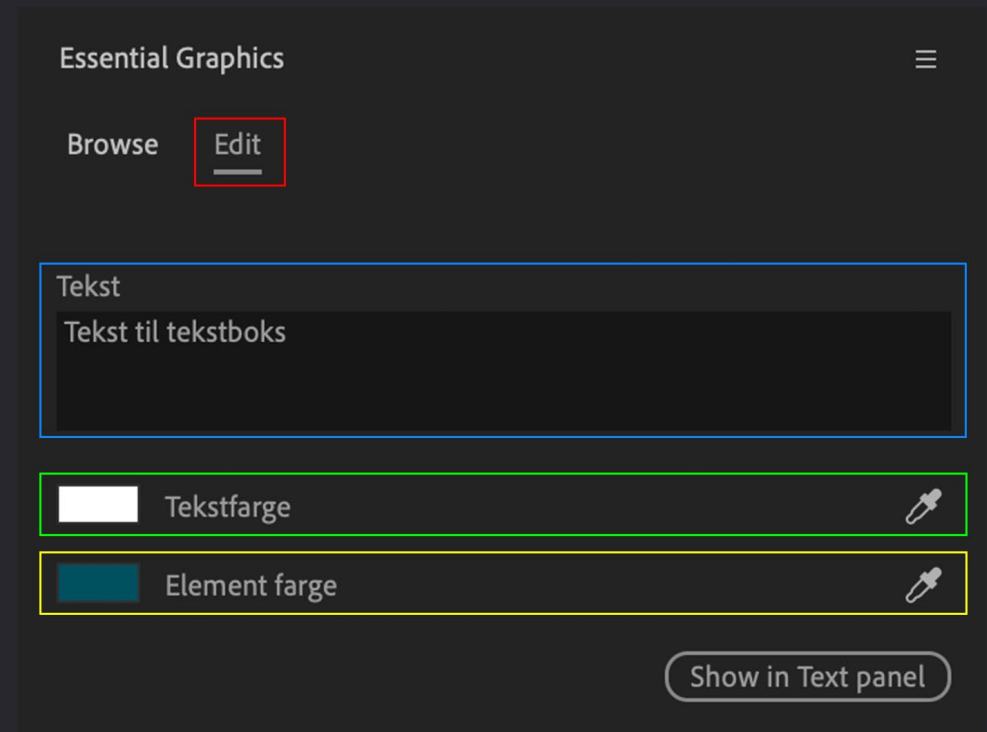 Essential Graphics
Browse Edit
Tekst
Tekst til tekstboks
Tekstfarge
Element farge
Show in Text panel